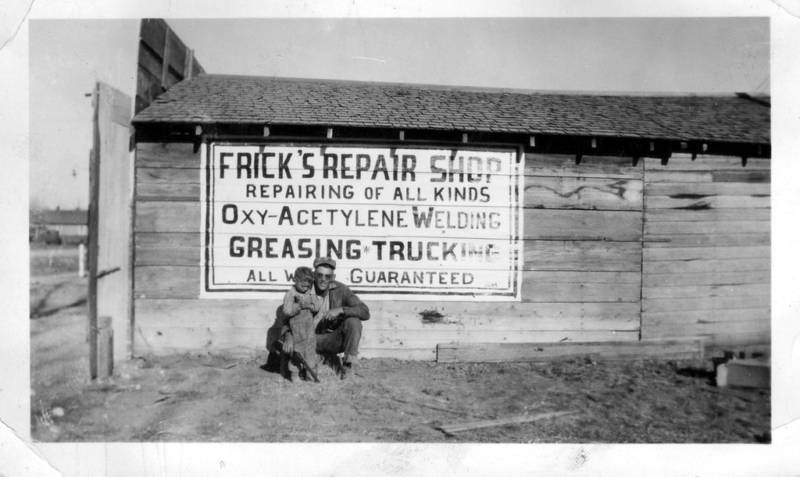 FRICK'S REPAIR SHOP
REPAIRING OF ALL KINDS
OXY-ACETYLENE WELDING
GREASING * TRUCKING
ALL GUARANTEED